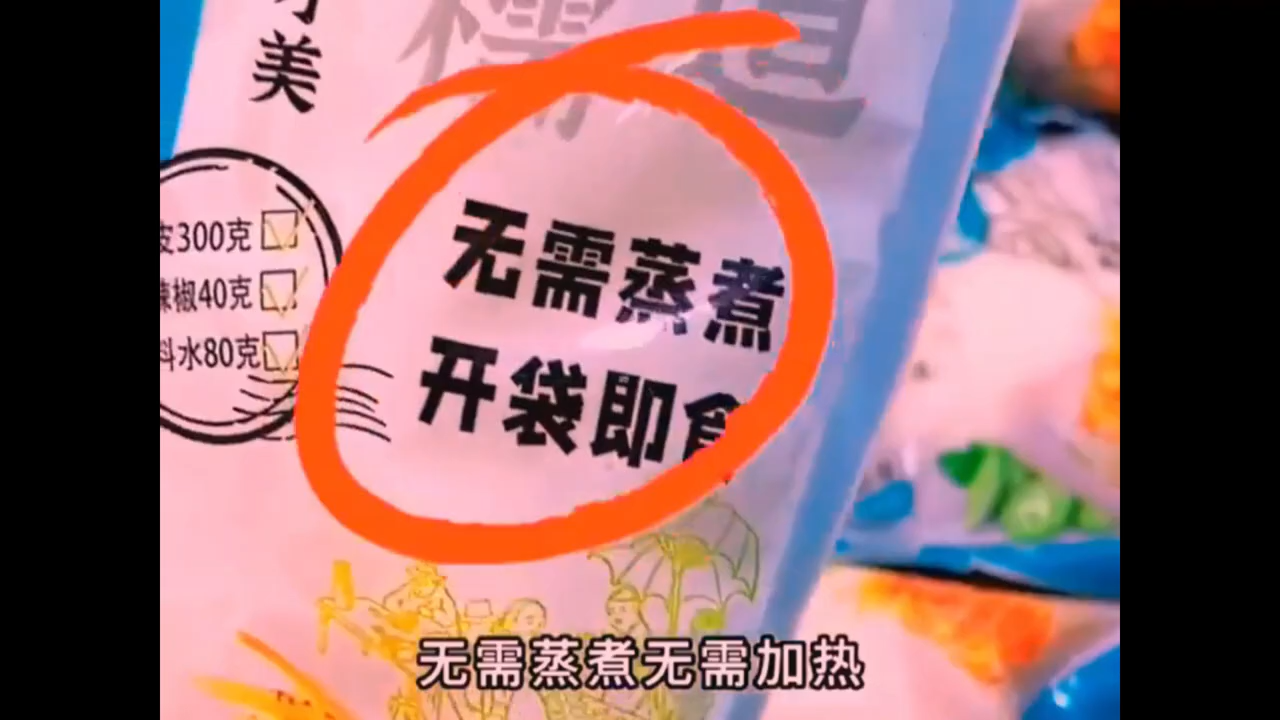 美
皮300克
辣椒40克
料水80克
道
无需蒸煮
开袋即食
无需蒸煮无需加热